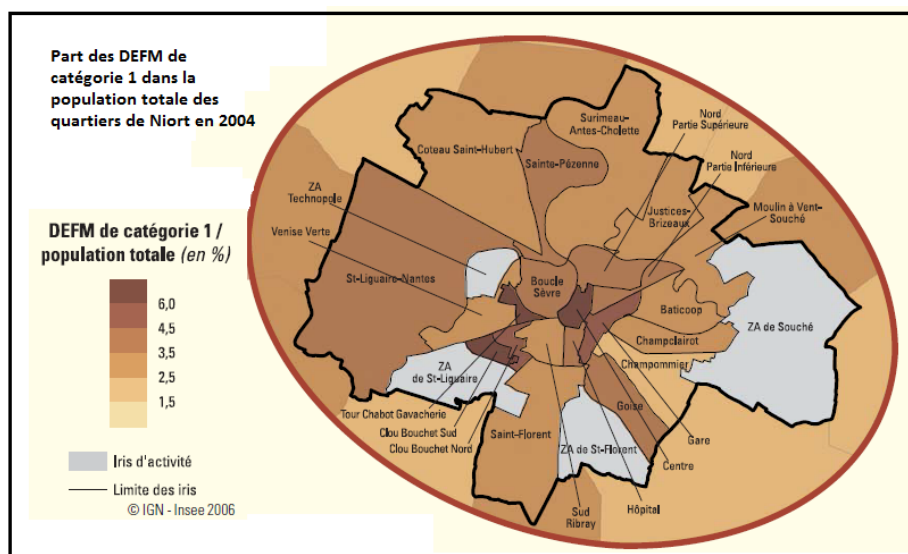 Part des DEFM de
catégorie 1 dans la
population totale des
quartiers de Niort en 2004
Surimeau-
Antes-Cholette
Nord
Partie Supérieure
Nord
Partie Inférieure
Coteau Saint-Hubert
Sainte-Pézenne
ZA
Technopole
Justices-
Brizeaux
Moulin à Vent-
Souché
Venise Verte
St-Liguaire-Nantes
Boucle
Sèvre
Baticoop
ZA de Souché
Champclairot
Champommier
ZA
de St-Liguaire
Tour Chabot Gavacherie
Clou Bouchet Sud
Clou Bouchet Nord
Saint-Florent
Goise
ZA de St-Florent
Gare
Centre
Hôpital
Sud
Ribray
DEFM de catégorie 1 /
population totale (en %)
6,0
4,5
3,5
2,5
1,5
Iris d'activité
Limite des iris
© IGN - Insee 2006